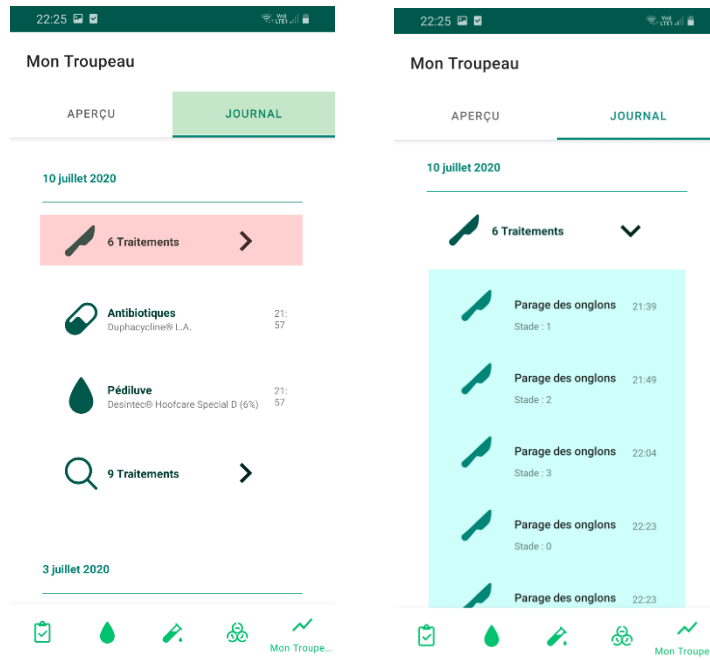 22:25
Mon Troupeau
APERÇU
JOURNAL
10 juillet 2020
6 Traitements
Antibiotiques
21:
Duphacycline® L.A.
57
Pédiluve
21:
Desintec® Hoofcare Special D (6%)
57
9 Traitements
3 juillet 2020
Mon Troupe...
22:25
Mon Troupeau
APERÇU
JOURNAL
10 juillet 2020
6 Traitements
Parage des onglons 21:39
Stade : 1
Parage des onglons 21:49
Stade : 2
Parage des onglons 22:04
Stade : 3
Parage des onglons 22:23
Stade : 0
Parage des onglons 22:23
Mon Troupe